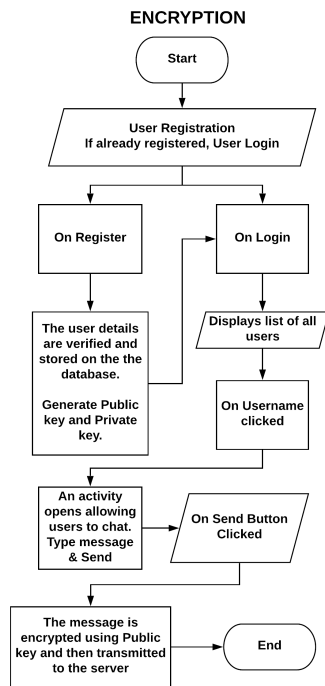 ENCRYPTION
Start
User Registration
If already registered, User Login
On Register
On Login
The user details
are verified and
stored on the the
database.
Generate Public
key and Private
key.
Displays list of all
users
On Username
clicked
An activity
opens allowing
users to chat.
Type message
& Send
On Send Button
Clicked
The message is
encrypted using Public
key and then transmitted
to the server
End